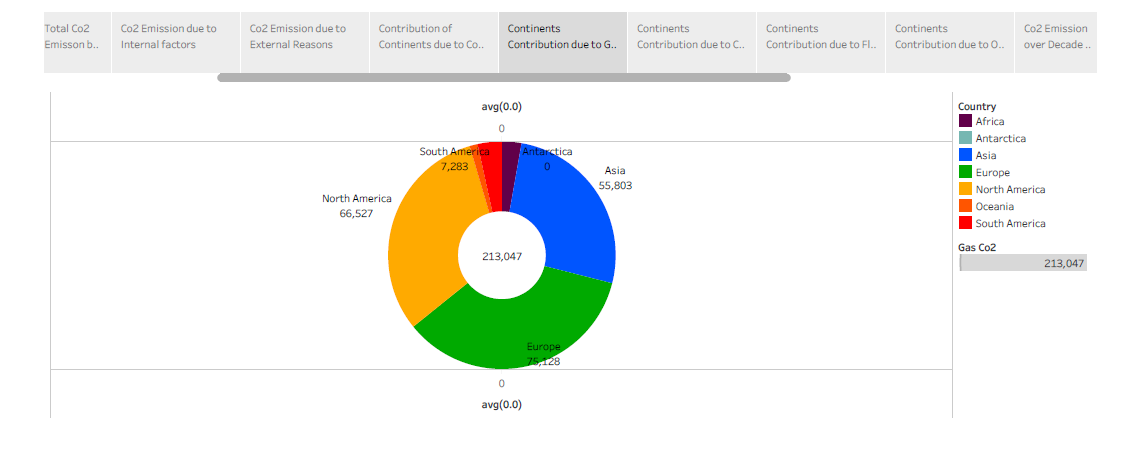 Total Co2
Emisson b..
Co2 Emission due to
Internal factors
Co2 Emission due to
External Reasons
Contribution of
Continents due to Co..
Continents
Contribution due to G..
Continents
Contribution due to C..
Continents
Contribution due to Fl..
Continents
Contribution due to O..
Co2 Emission
over Decade ..
avg(0.0)
0
South America
7,283
Antarctica
0
Asia
55,803
North America
66,527
213,047
Europe
75,128
0
avg(0.0)
Country
Africa
Antarctica
Asia
Europe
North America
Oceania
South America
Gas Co2
213,047